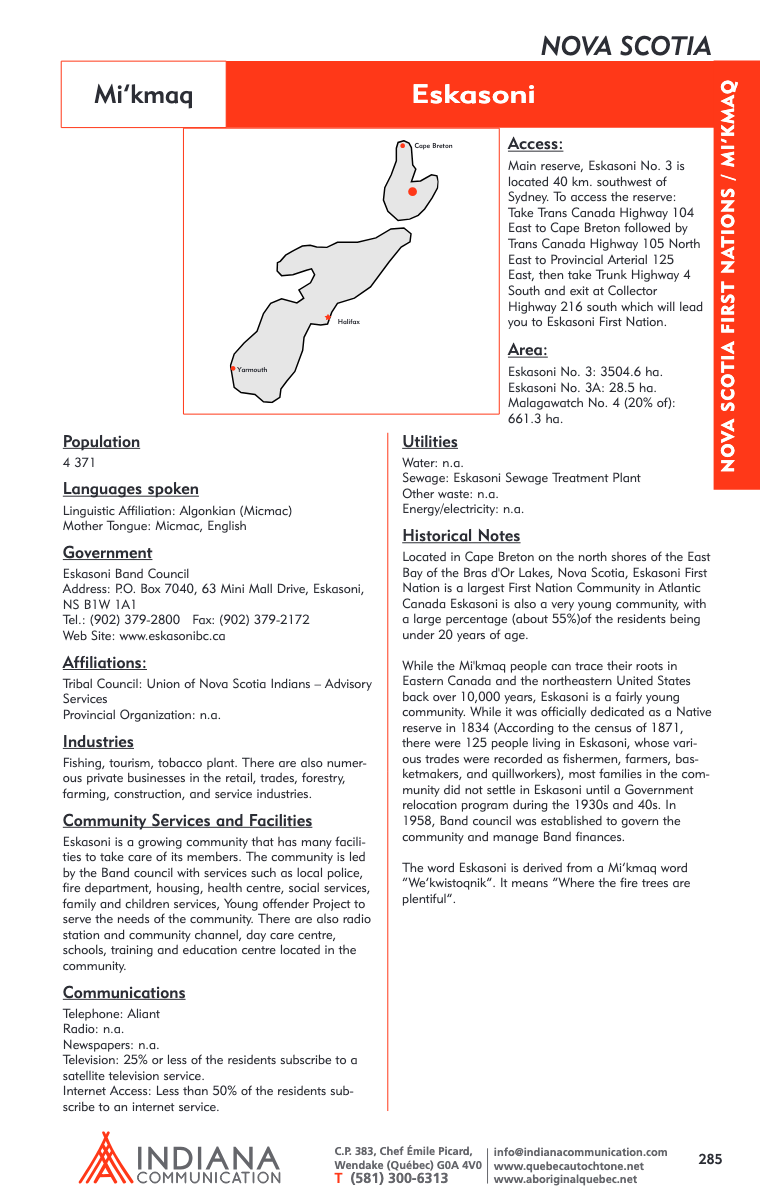 NOVA SCOTIA
Mi’kmaq
Eskasoni
NOVA SCOTIA FIRST NATIONS / MI’KMAQ
Cape Breton
Halifax
Yarmouth
Access:
Main reserve, Eskasoni No. 3 is
located 40 km. southwest of
Sydney. To access the reserve:
Take Trans Canada Highway 104
East to Cape Breton followed by
Trans Canada Highway 105 North
East to Provincial Arterial 125
East, then take Trunk Highway 4
South and exit at Collector
Highway 216 south which will lead
you to Eskasoni First Nation.
Area:
Eskasoni No. 3: 3504.6 ha.
Eskasoni No. 3A: 28.5 ha.
Malagawatch No. 4 (20% of):
661.3 ha.
Population
4 371
Languages spoken
Linguistic Affiliation: Algonkian (Micmac)
Mother Tongue: Micmac, English
Government
Eskasoni Band Council
Address: P.O. Box 7040, 63 Mini Mall Drive, Eskasoni,
NS B1W 1A1
Tel.: (902) 379-2800 Fax: (902) 379-2172
Web Site: www.eskasonibc.ca
Affiliations:
Tribal Council: Union of Nova Scotia Indians – Advisory
Services
Provincial Organization: n.a.
Industries
Fishing, tourism, tobacco plant. There are also numer-
ous private businesses in the retail, trades, forestry,
farming, construction, and service industries.
Community Services and Facilities
Eskasoni is a growing community that has many facili-
ties to take care of its members. The community is led
by the Band council with services such as local police,
fire department, housing, health centre, social services,
family and children services, Young offender Project to
serve the needs of the community. There are also radio
station and community channel, day care centre,
schools, training and education centre located in the
community.
Communications
Telephone: Aliant
Radio: n.a.
Newspapers: n.a.
Television: 25% or less of the residents subscribe to a
satellite television service.
Internet Access: Less than 50% of the residents sub-
scribe to an internet service.
Utilities
Water: n.a.
Sewage: Eskasoni Sewage Treatment Plant
Other waste: n.a.
Energy/electricity: n.a.
Historical Notes
Located in Cape Breton on the north shores of the East
Bay of the Bras d'Or Lakes, Nova Scotia, Eskasoni First
Nation is a largest First Nation Community in Atlantic
Canada Eskasoni is also a very young community, with
a large percentage (about 55%)of the residents being
under 20 years of age.
While the Mi'kmaq people can trace their roots in
Eastern Canada and the northeastern United States
back over 10,000 years, Eskasoni is a fairly young
community. While it was officially dedicated as a Native
reserve in 1834 (According to the census of 1871,
there were 125 people living in Eskasoni, whose vari-
ous trades were recorded as fishermen, farmers, bas-
ketmakers, and quillworkers), most families in the com-
munity did not settle in Eskasoni until a Government
relocation program during the 1930s and 40s. In
1958, Band council was established to govern the
community and manage Band finances.
The word Eskasoni is derived from a Mi’kmaq word
“We’kwistoqnik”. It means “Where the fire trees are
plentiful”.
INDIANA
COMMUNICATION
C.P. 383, Chef Émile Picard,
Wendake (Québec) G0A 4V0
T (581) 300-6313
info@indianacommunication.com
www.quebecautochtone.net
www.aboriginalquebec.net
285